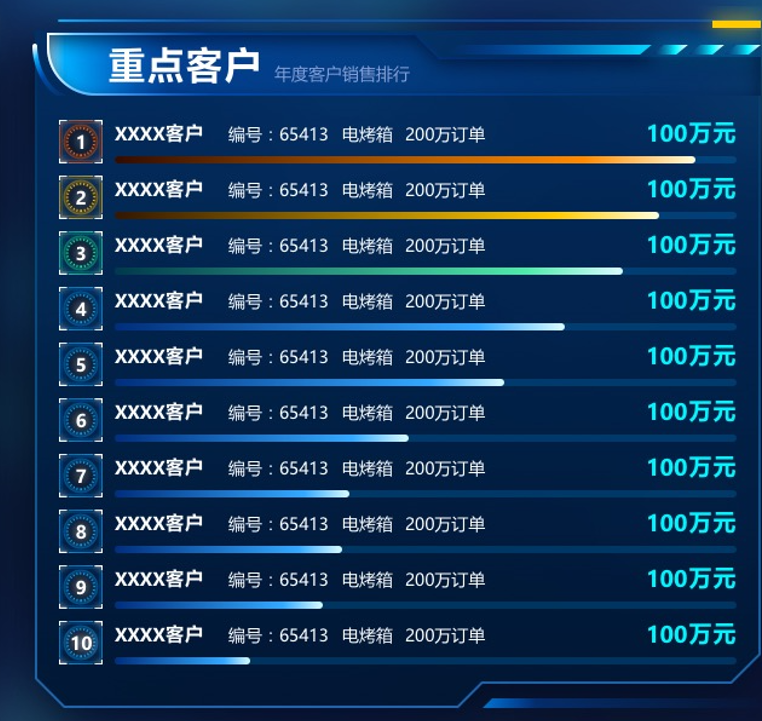 重点客户 年度客户销售排行
1 XXXX客户 编号：65413 电烤箱 200万订单 100万元
2 XXXX客户 编号：65413 电烤箱 200万订单 100万元
3 XXXX客户 编号：65413 电烤箱 200万订单 100万元
4 XXXX客户 编号：65413 电烤箱 200万订单 100万元
5 XXXX客户 编号：65413 电烤箱 200万订单 100万元
6 XXXX客户 编号：65413 电烤箱 200万订单 100万元
7 XXXX客户 编号：65413 电烤箱 200万订单 100万元
8 XXXX客户 编号：65413 电烤箱 200万订单 100万元
9 XXXX客户 编号：65413 电烤箱 200万订单 100万元
10 XXXX客户 编号：65413 电烤箱 200万订单 100万元